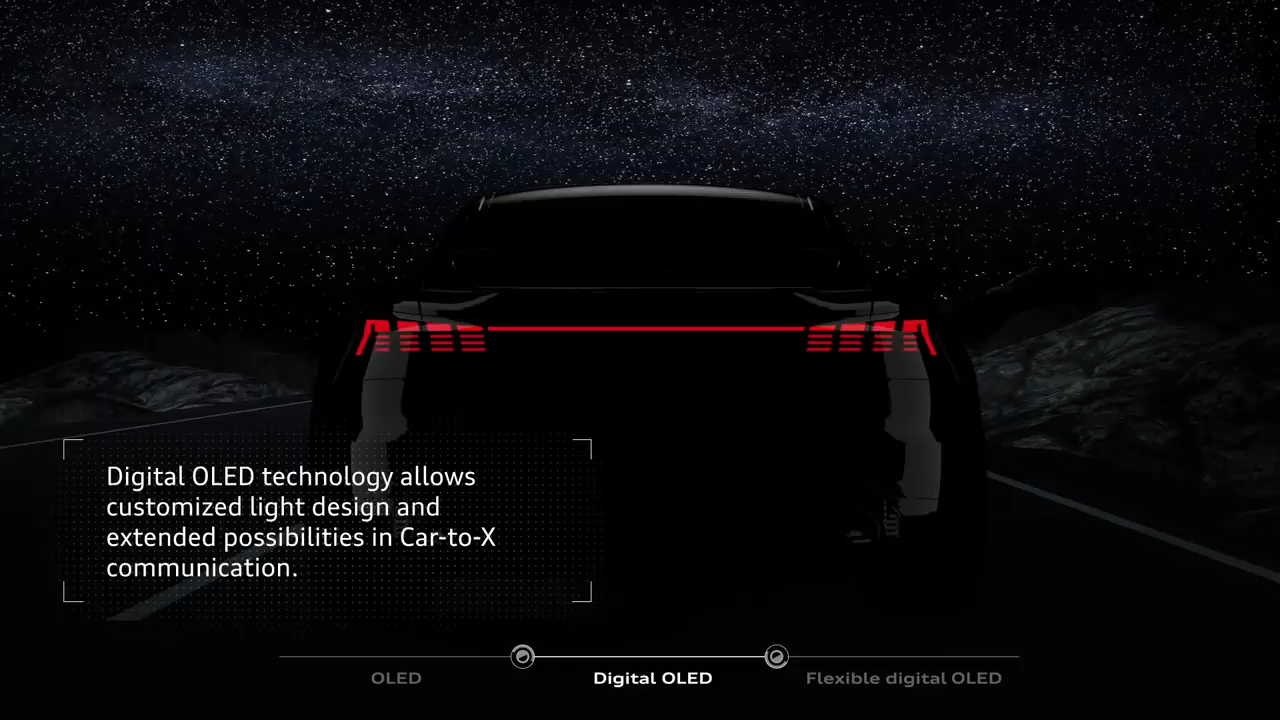 Digital OLED technology allows
customized light design and
extended possibilities in Car-to-X
communication.
OLED
Digital OLED
Flexible digital OLED